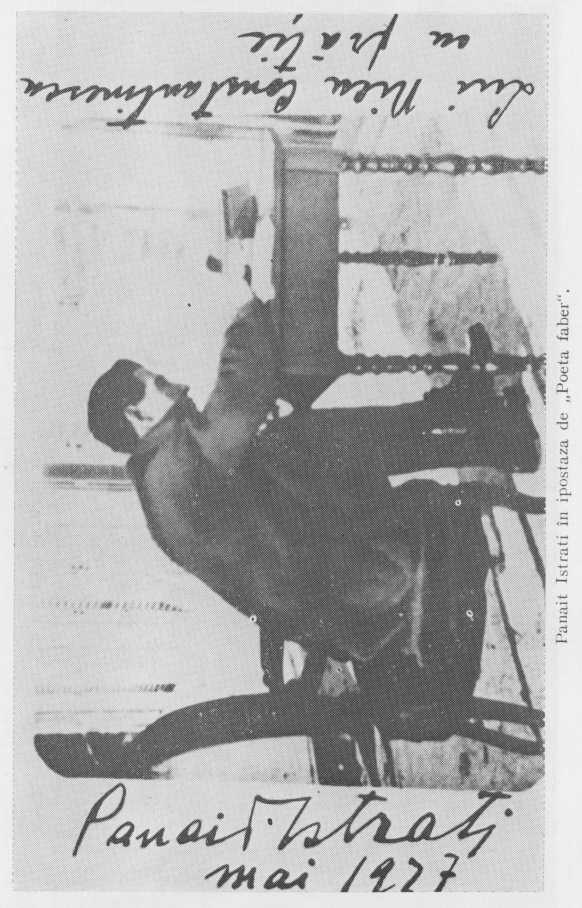 Lui Nicu Constantinescu
cu frăție
Panait Istrati
mai 1927
Panait Istrati în ipostaza de „Poeta faber“.